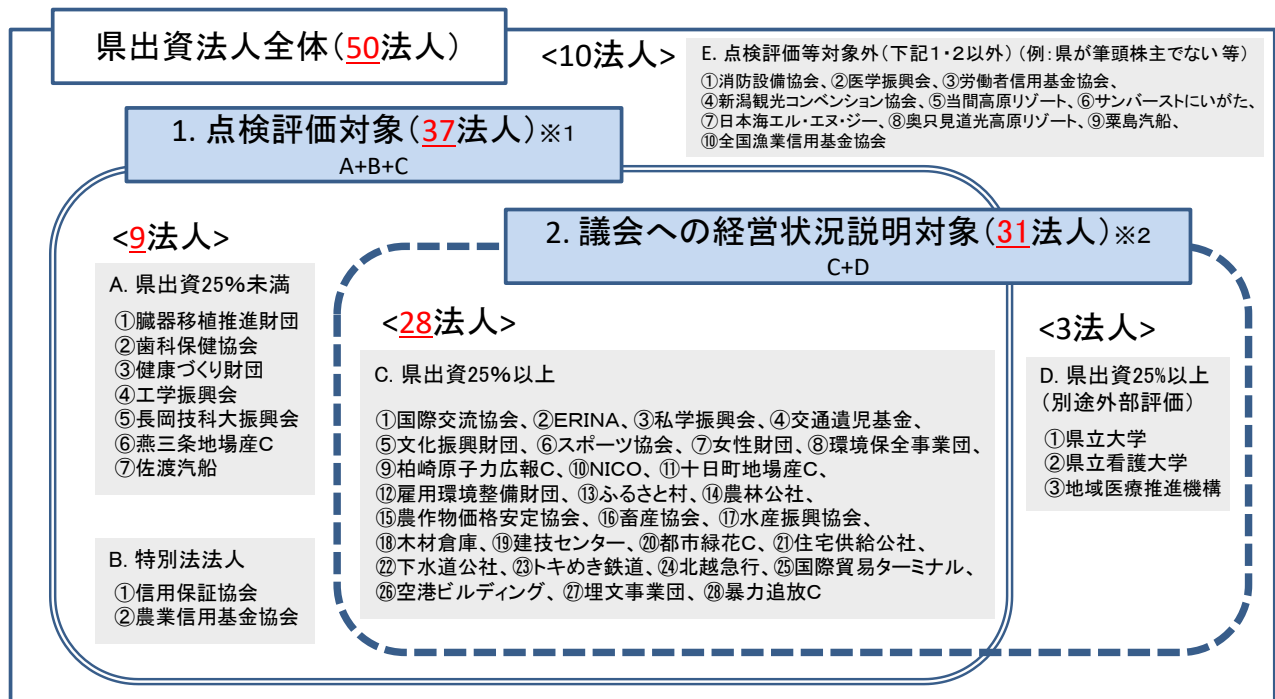 県出資法人全体(50法人)
<10法人>
E. 点検評価等対象外(下記1・2以外) (例:県が筆頭株主でない 等)
①消防設備協会、②医学振興会、③労働者信用基金協会、
④新潟観光コンベンション協会、⑤当間高原リゾート、⑥サンバーストにいがた、
⑦日本海エル・エヌ・ジー、⑧奥只見道光高原リゾート、⑨粟島汽船、
⑩全国漁業信用基金協会
1. 点検評価対象(37法人)※1
A+B+C
2. 議会への経営状況説明対象(31法人)※2
C+D
<9法人>
A. 県出資25%未満
①臓器移植推進財団
②歯科保健協会
③健康づくり財団
④工学振興会
⑤長岡技科大振興会
⑥燕三条地場産C
⑦佐渡汽船
B. 特別法法人
①信用保証協会
②農業信用基金協会
<28法人>
C. 県出資25%以上
①国際交流協会、②ERINA、③私学振興会、④交通遺児基金、
⑤文化振興財団、⑥スポーツ協会、⑦女性財団、⑧環境保全事業団、
⑨柏崎原子力広報C、⑩NICO、⑪十日町地場産C、
⑫雇用環境整備財団、⑬ふるさと村、⑭農林公社、
⑮農作物価格安定協会、⑯畜産協会、⑰水産振興協会、
⑱木材倉庫、⑲建技センター、⑳都市緑花C、㉑住宅供給公社、
㉒下水道公社、㉓トキめき鉄道、㉔北越急行、㉕国際貿易ターミナル、
㉖空港ビルディング、㉗埋文事業団、㉘暴力追放C
<3法人>
D. 県出資25%以上
(別途外部評価)
①県立大学
②県立看護大学
③地域医療推進機構